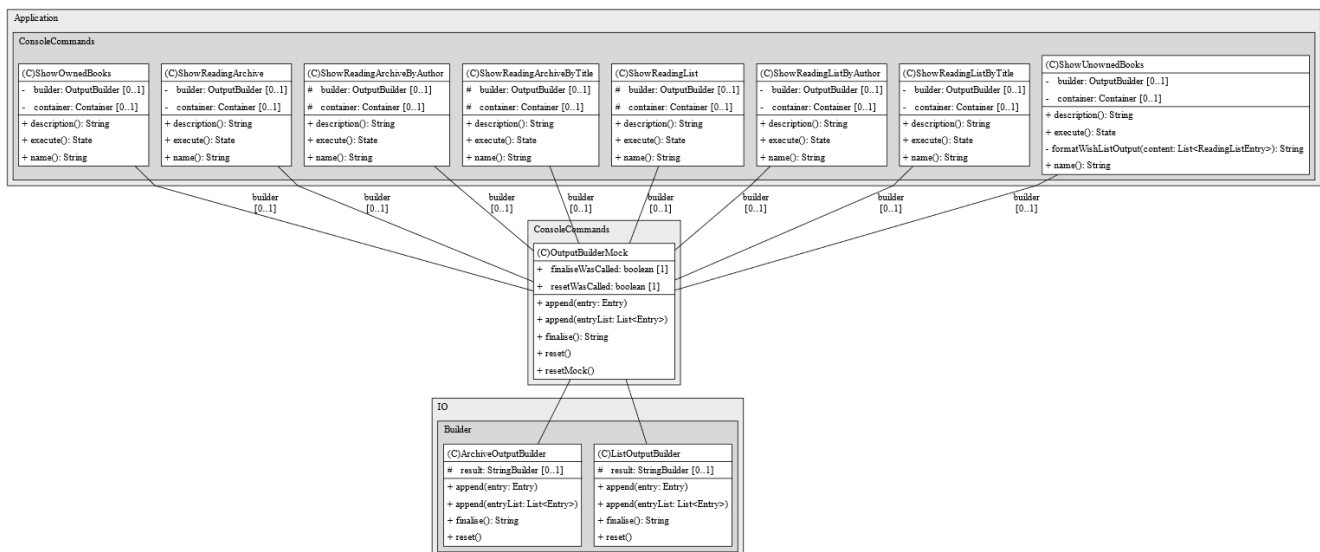 Application
ConsoleCommands
(C)ShowOwnedBooks
- builder: OutputBuilder [0..1]
- container: Container [0..1]
+ description(): String
+ execute(): State
+ name(): String
(C)ShowReadingArchive
- builder: OutputBuilder [0..1]
- container: Container [0..1]
+ description(): String
+ execute(): State
+ name(): String
(C)ShowReadingArchiveByAuthor
# builder: OutputBuilder [0..1]
# container: Container [0..1]
+ description(): String
+ execute(): State
+ name(): String
(C)ShowReadingArchiveByTitle
# builder: OutputBuilder [0..1]
# container: Container [0..1]
+ description(): String
+ execute(): State
+ name(): String
(C)ShowReadingList
# builder: OutputBuilder [0..1]
# container: Container [0..1]
+ description(): String
+ execute(): State
+ name(): String
(C)ShowReadingListByAuthor
- builder: OutputBuilder [0..1]
- container: Container [0..1]
+ description(): String
+ execute(): State
+ name(): String
(C)ShowReadingListByTitle
- builder: OutputBuilder [0..1]
- container: Container [0..1]
+ description(): String
+ execute(): State
+ name(): String
(C)ShowUnownedBooks
- builder: OutputBuilder [0..1]
- container: Container [0..1]
+ description(): String
+ execute(): State
- formatWishListOutput(content: List<ReadingListEntry>): String
+ name(): String
builder
[0..1]
builder
[0..1]
builder
[0..1]
builder
[0..1]
builder
[0..1]
builder
[0..1]
builder
[0..1]
builder
[0..1]
ConsoleCommands
(C)OutputBuilderMock
+ finaliseWasCalled: boolean [1]
+ resetWasCalled: boolean [1]
+ append(entry: Entry)
+ append(entryList: List<Entry>)
+ finalise(): String
+ reset()
+ resetMock()
IO
Builder
(C)ArchiveOutputBuilder
# result: StringBuilder [0..1]
+ append(entry: Entry)
+ append(entryList: List<Entry>)
+ finalise(): String
+ reset()
(C)ListOutputBuilder
# result: StringBuilder [0..1]
+ append(entry: Entry)
+ append(entryList: List<Entry>)
+ finalise(): String
+ reset()